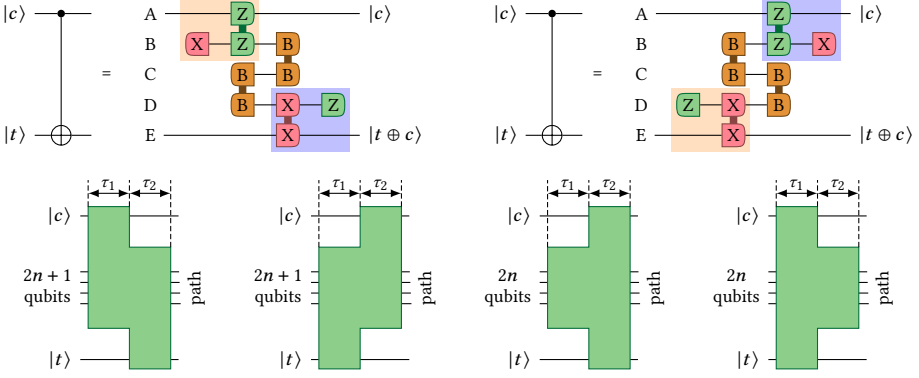 |c⟩ A Z |c⟩ |c⟩ A Z |c⟩
B X Z B B B Z X
= C B B = C B B
D B X Z D Z X B
|t⟩ E X |t ⊕ c⟩ |t⟩ E X |t ⊕ c⟩
τ1 τ2 τ1 τ2 τ1 τ2 τ1 τ2
|c⟩ |c⟩ |c⟩ |c⟩
2n + 1 2n + 1 2n 2n
qubits path qubits path qubits path qubits path
|t⟩ |t⟩ |t⟩ |t⟩